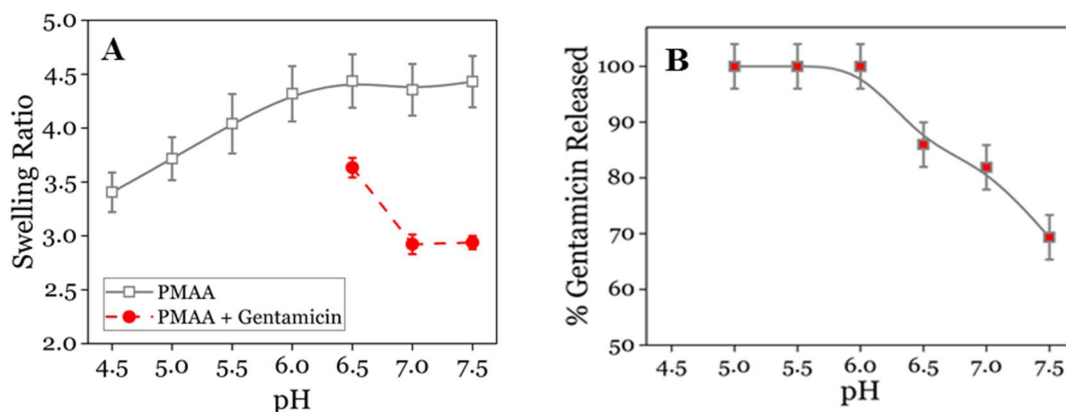 A
Swelling Ratio
5.0
4.5
4.0
3.5
3.0
2.5
2.0
PMAA
PMAA + Gentamicin
4.5 5.0 5.5 6.0 6.5 7.0 7.5
pH
B
% Gentamicin Released
100
90
80
70
60
50
4.5 5.0 5.5 6.0 6.5 7.0 7.5
pH